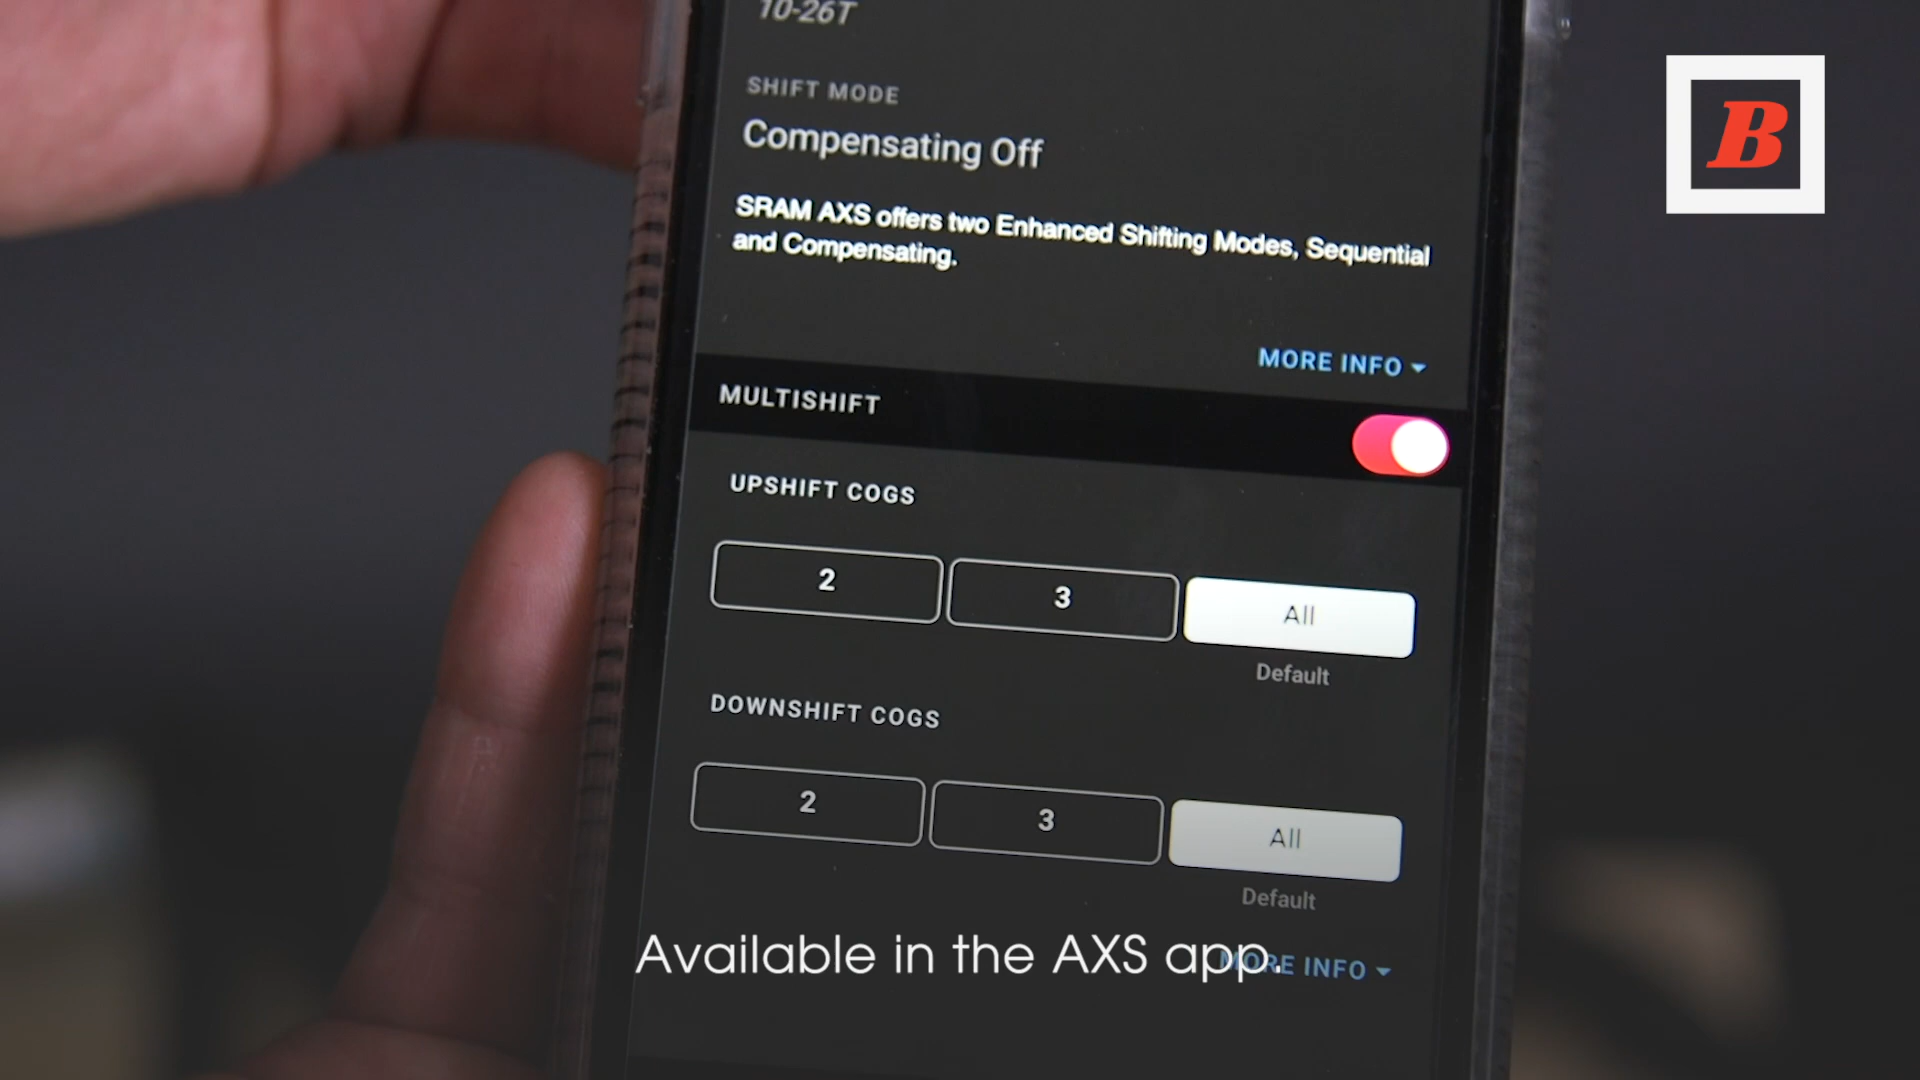 10-26T
SHIFT MODE
Compensating Off
SRAM AXS offers two Enhanced Shifting Modes, Sequential
and Compensating.
MORE INFO
MULTISHIFT
UPSHIFT COGS
2 3 All
Default
DOWNSHIFT COGS
2 3 All
Default
MORE INFO
Available in the AXS app.
B